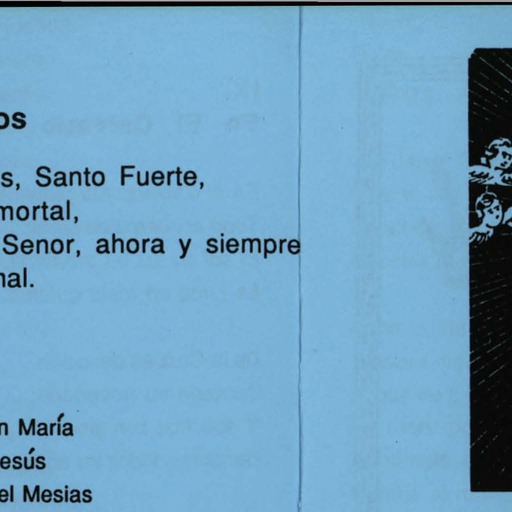 os
s, Santo Fuerte,
mortal,
Senor, ahora y siempre
nal.
n María
esús
el Mesias